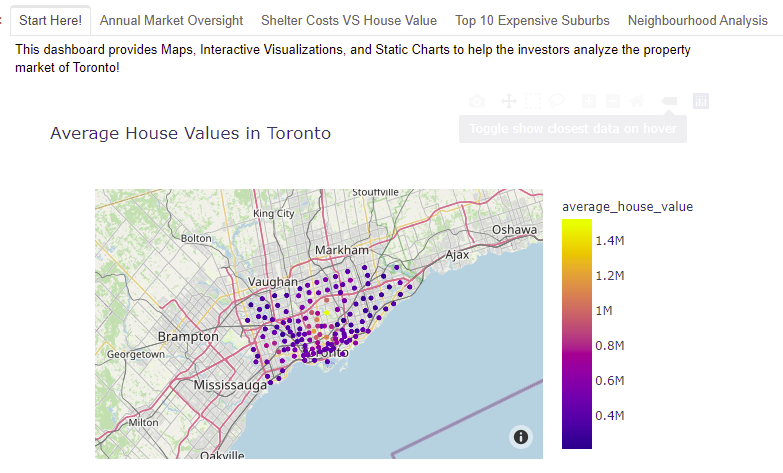 Start Here! Annual Market Oversight Shelter Costs VS House Value Top 10 Expensive Suburbs Neighbourhood Analysis
This dashboard provides Maps, Interactive Visualizations, and Static Charts to help the investors analyze the property
market of Toronto!
Toggle show closest data on hover
Average House Values in Toronto
average_house_value
Stouffville
King City
Oshawa
Bolton
1.4M
Markham
Ajax
1.2M
Vaughan
1M
Brampton
0.8M
Georgetown
Toronto
0.6M
Mississauga
0.4M
Milton
Oakville